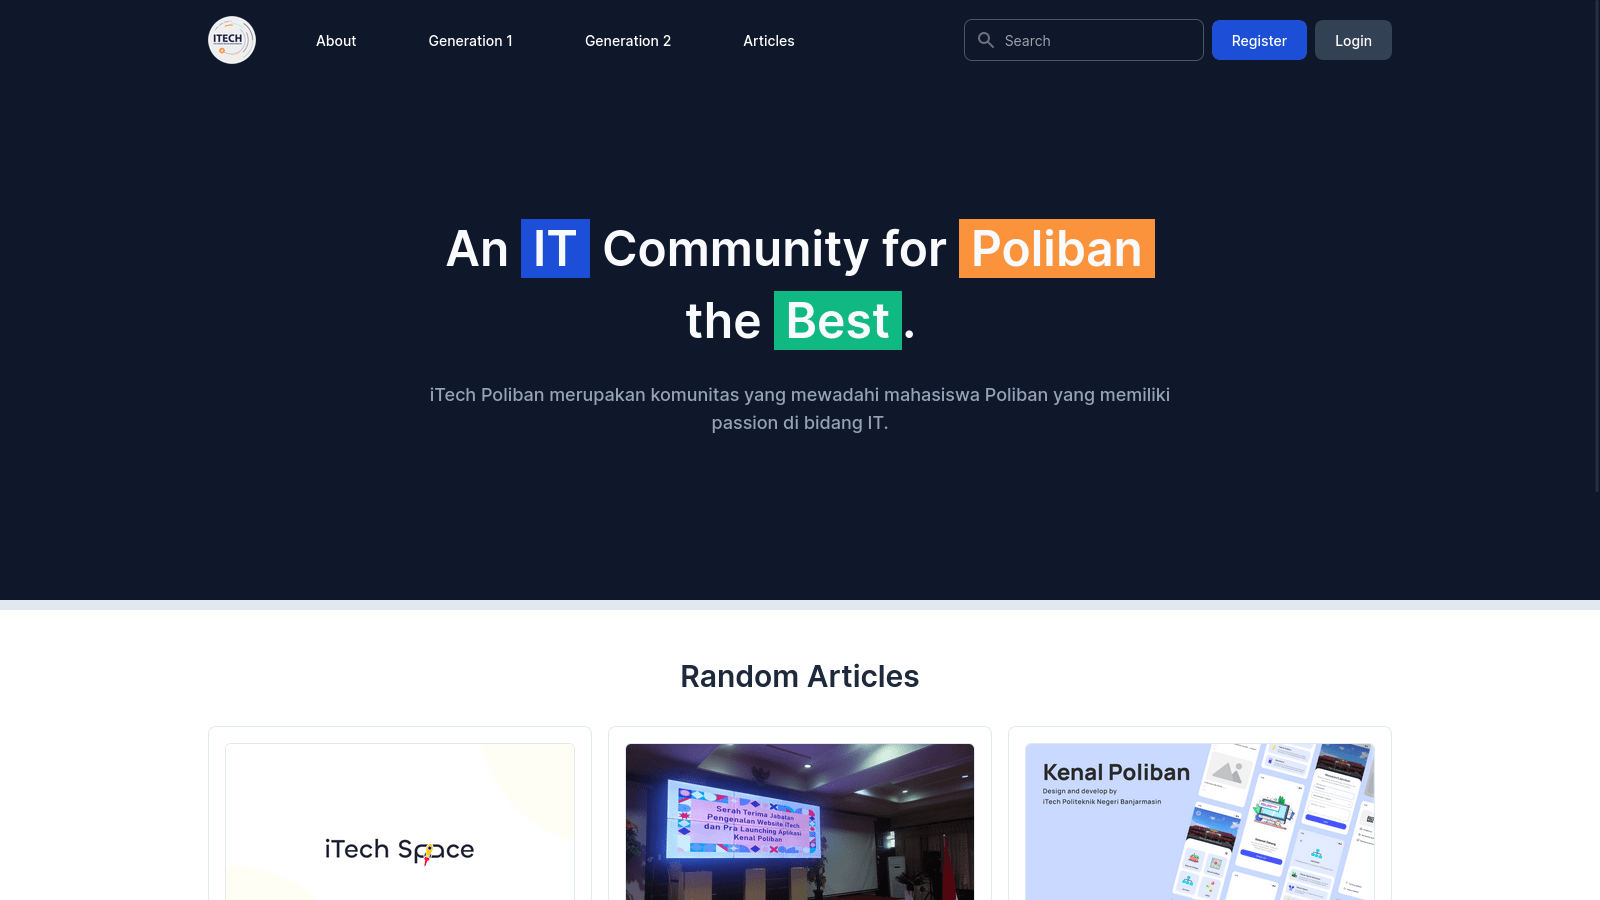 ITECH
About
Generation 1
Generation 2
Articles
Search
Register
Login
An IT Community for Poliban
the Best.
iTech Poliban merupakan komunitas yang mewadahi mahasiswa Poliban yang memiliki
passion di bidang IT.
Random Articles
iTech Space
Serah Terima Jabatan
Pengenalan Website iTech
dan Pra Launching Aplikasi
Kenal Poliban
Kenal Poliban
Design and develop by
iTech Politeknik Negeri Banjarmasin